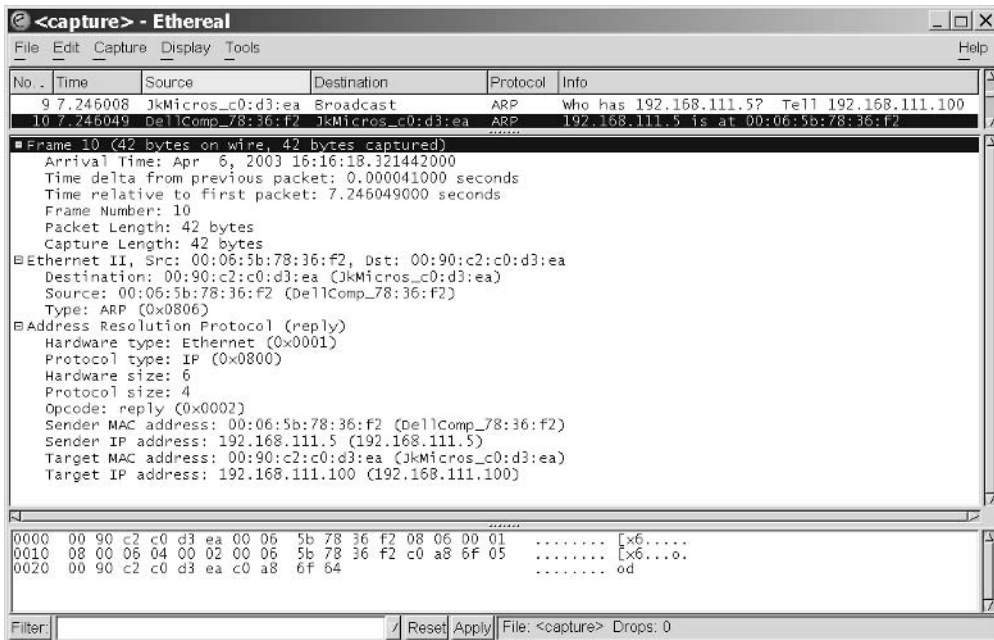 <capture> - Ethereal
File Edit Capture Display Tools Help
No. . Time Source Destination Protocol Info
9 7.246008 JkMicros_c0:d3:ea Broadcast ARP Who has 192.168.111.5? Tell 192.168.111.100
10 7.246049 DellComp_78:36:f2 JkMicros_c0:d3:ea ARP 192.168.111.5 is at 00:06:5b:78:36:f2
Frame 10 (42 bytes on wire, 42 bytes captured)
Arrival Time: Apr 6, 2003 16:16:18.321442000
Time delta from previous packet: 0.000041000 seconds
Time relative to first packet: 7.246049000 seconds
Frame Number: 10
Packet Length: 42 bytes
Capture Length: 42 bytes
Ethernet II, Src: 00:06:5b:78:36:f2, Dst: 00:90:c2:c0:d3:ea
Destination: 00:90:c2:c0:d3:ea (JkMicros_c0:d3:ea)
Source: 00:06:5b:78:36:f2 (DellComp_78:36:f2)
Type: ARP (0x0806)
Address Resolution Protocol (reply)
Hardware type: Ethernet (0x0001)
Protocol type: IP (0x0800)
Hardware size: 6
Protocol size: 4
Opcode: reply (0x0002)
Sender MAC address: 00:06:5b:78:36:f2 (DellComp_78:36:f2)
Sender IP address: 192.168.111.5 (192.168.111.5)
Target MAC address: 00:90:c2:c0:d3:ea (JkMicros_c0:d3:ea)
Target IP address: 192.168.111.100 (192.168.111.100)
0000 00 90 c2 c0 d3 ea 00 06 5b 78 36 f2 08 06 00 01 ........ [x6.....
0010 08 00 06 04 00 02 00 06 5b 78 36 f2 c0 a8 6f 05 ........ [x6...o.
0020 00 90 c2 c0 d3 ea c0 a8 6f 64 ........ od
Filter: / Reset Apply File: <capture> Drops: 0